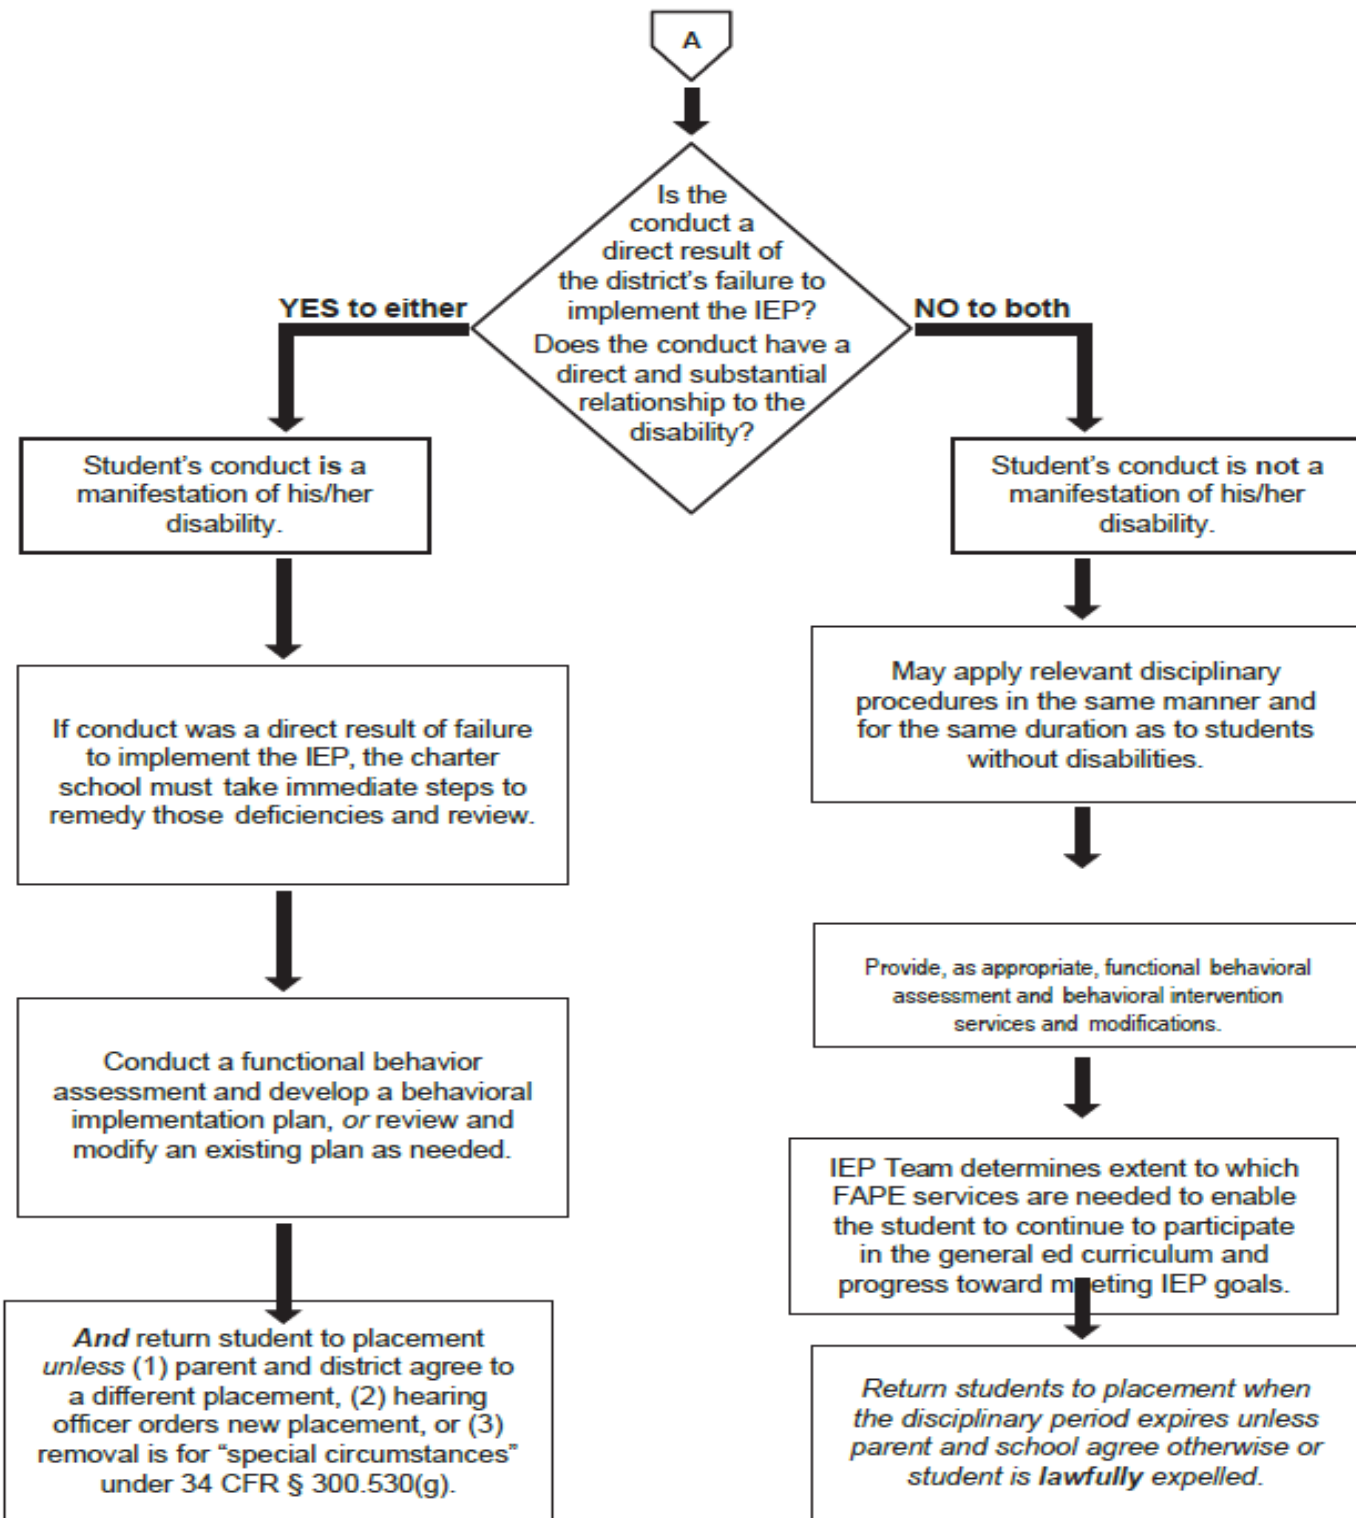 A
Is the
conduct a
direct result of
the district's failure to
implement the IEP?
Does the conduct have a
direct and substantial
relationship to the
disability?
YES to either
NO to both
Student's conduct is a
manifestation of his/her
disability.
If conduct was a direct result of failure
to implement the IEP, the charter
school must take immediate steps to
remedy those deficiencies and review.
Conduct a functional behavior
assessment and develop a behavioral
implementation plan, or review and
modify an existing plan as needed.
And return student to placement
unless (1) parent and district agree to
a different placement, (2) hearing
officer orders new placement, or (3)
removal is for “special circumstances”
under 34 CFR § 300.530(g).
Student's conduct is not a
manifestation of his/her
disability.
May apply relevant disciplinary
procedures in the same manner and
for the same duration as to students
without disabilities.
Provide, as appropriate, functional behavioral
assessment and behavioral intervention
services and modifications.
IEP Team determines extent to which
FAPE services are needed to enable
the student to continue to participate
in the general ed curriculum and
progress toward meeting IEP goals.
Return students to placement when
the disciplinary period expires unless
parent and school agree otherwise or
student is lawfully expelled.